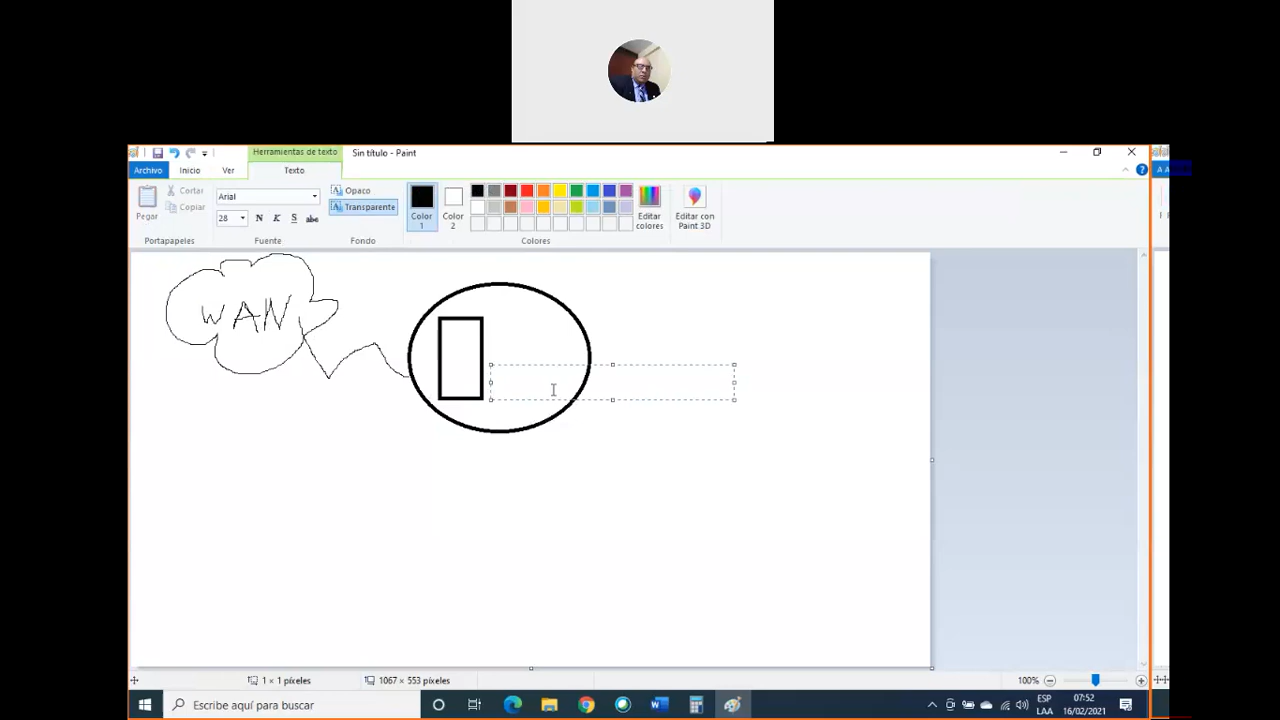 Herramientas de texto
Sin título - Paint
Archivo
Inicio
Ver
Texto
A A
Pegar
Cortar
Copiar
Arial
28
N K S abc
Opaco
Transparente
Color
1
Color
2
Editar
colores
Editar con
Paint 3D
Portapapeles
Fuente
Fondo
Colores
WAN
1 × 1 píxeles
1067 × 553 píxeles
100%
Escribe aquí para buscar
ESP
LAA
07:52
16/02/2021